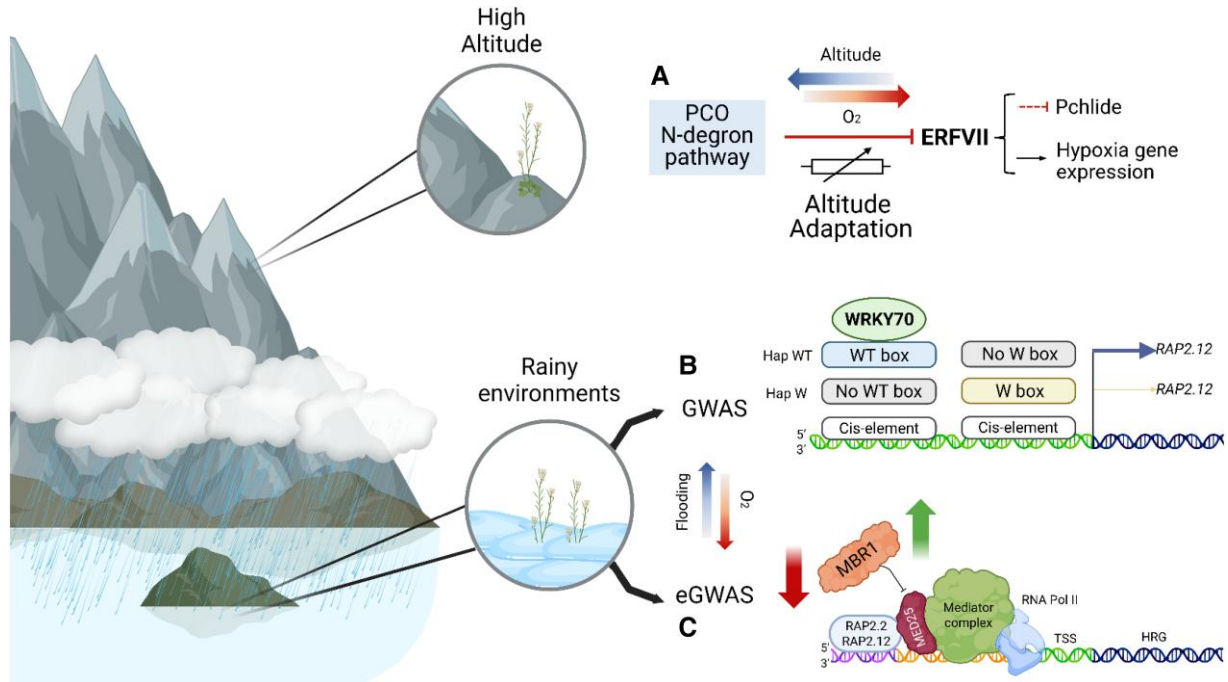 High
Altitude
A
Altitude
O₂
PCO
N-degron
pathway
ERFVII
Pchlide
Hypoxia gene
expression
Altitude
Adaptation
Rainy
environments
B
GWAS
WRKY70
Hap WT
WT box
No W box
RAP2.12
Hap W
No WT box
W box
RAP2.12
Cis-element
Cis-element
5'
3'
Flooding
O₂
eGWAS
C
MBR1
MED25
Mediator
complex
RNA Pol II
RAP2.2
RAP2.12
TSS
HRG
5'
3'